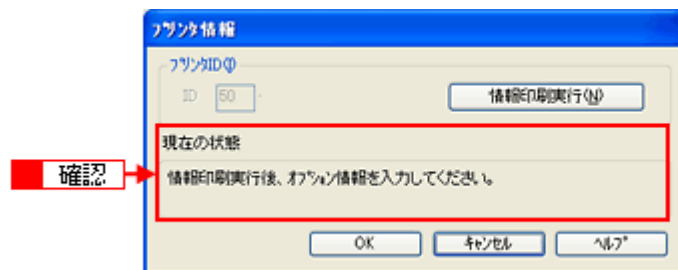 プリンタ情報
プリンタID(I)
ID 50 -
情報印刷実行(N)
現在の状態
確認
情報印刷実行後、オプション情報を入力してください。
OK キャンセル ヘルプ